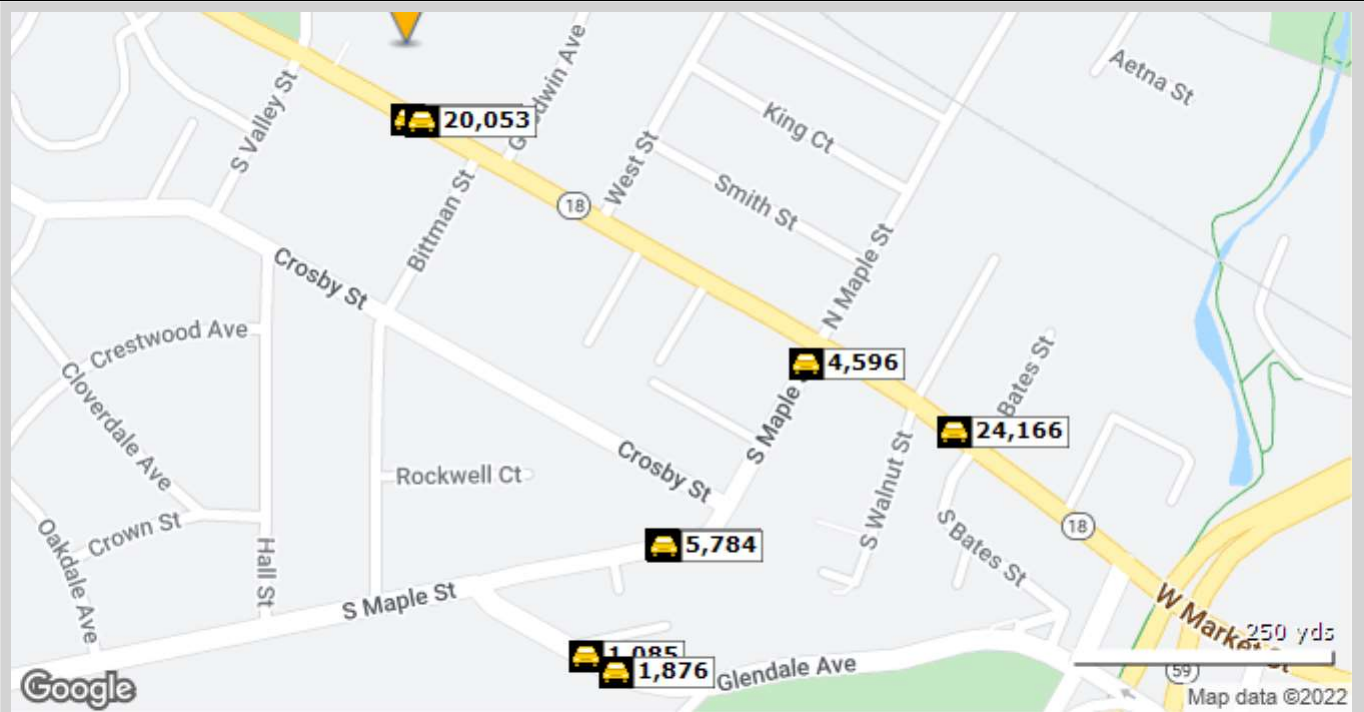 Aetna St
Goodwin Ave
S Valley St
20,053
King Ct
West St
Smith St
18
Bittman St
N Maple St
Crosby St
Crestwood Ave
4,596
S Maple
Bates St
Cloverdale Ave
24,166
Crosby St
Rockwell Ct
S Walnut St
18
Crown St
S Bates St
5,784
Oakdale Ave
Hall St
S Maple St
W Market St
250 yds
1,085
1,876
Glendale Ave
59
Google
Map data ©2022